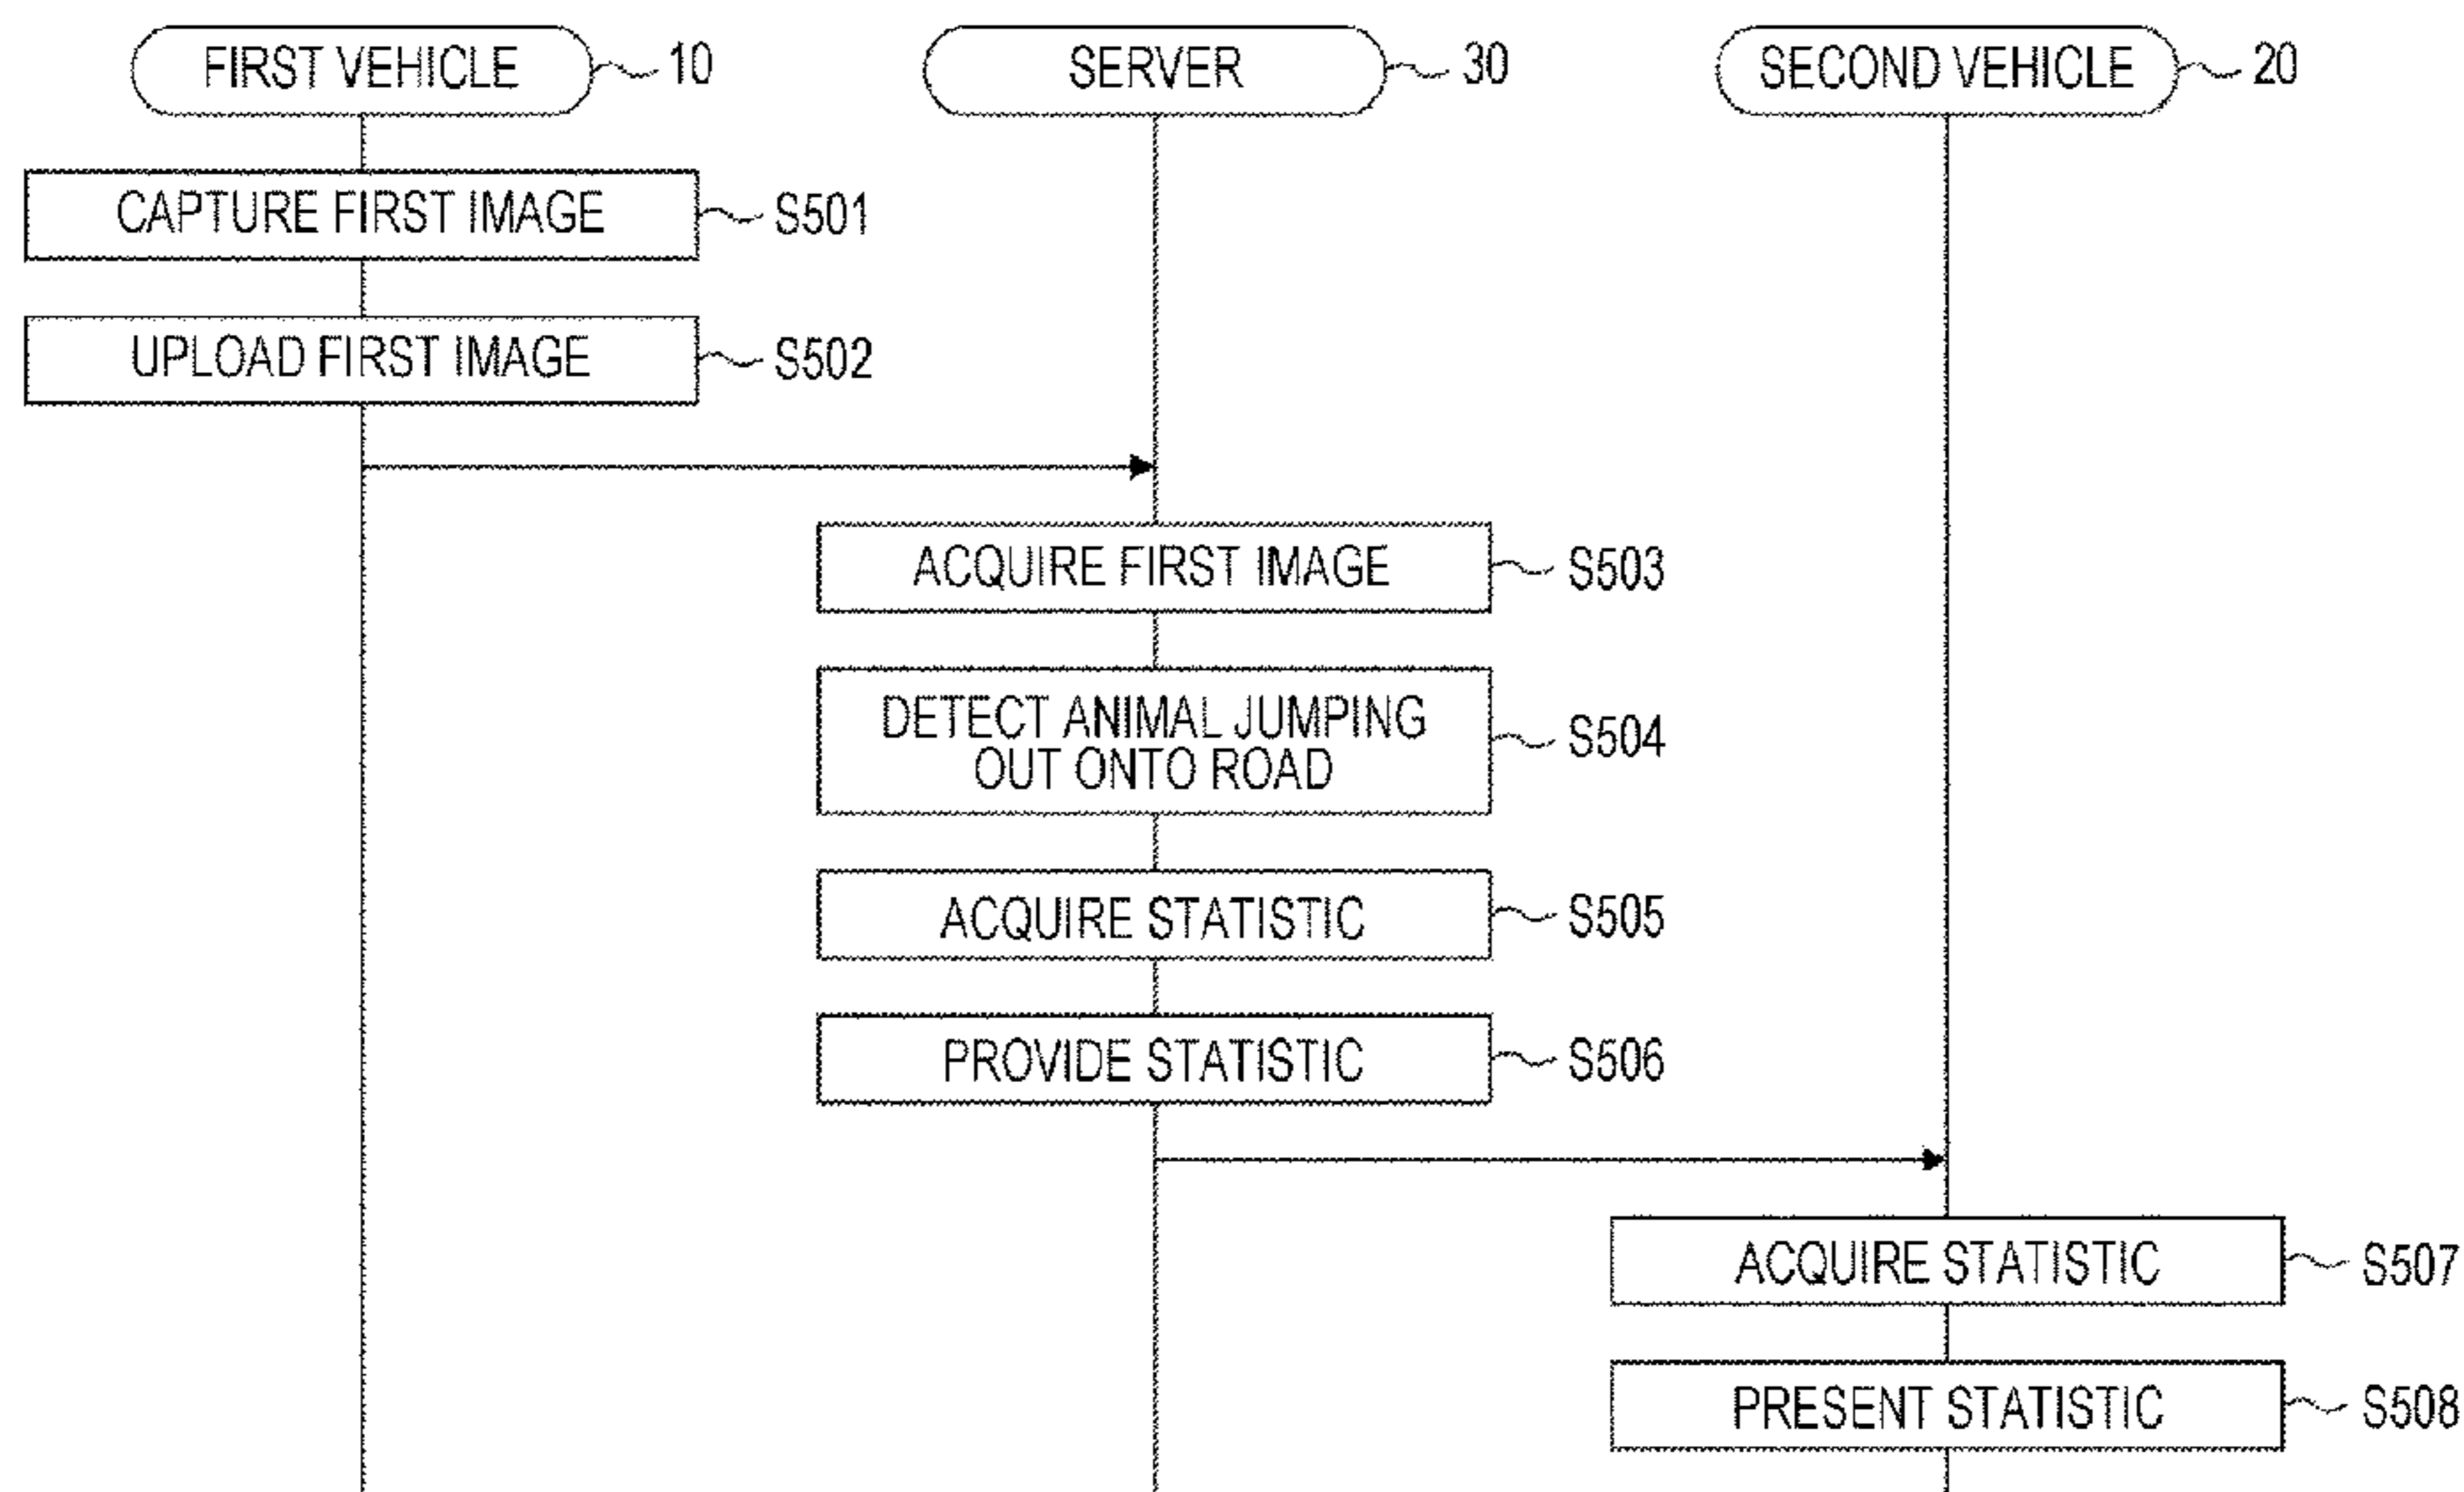 FIRST VEHICLE 10
SERVER 30
SECOND VEHICLE 20
CAPTURE FIRST IMAGE S501
UPLOAD FIRST IMAGE S502
ACQUIRE FIRST IMAGE S503
DETECT ANIMAL JUMPING
OUT ONTO ROAD S504
ACQUIRE STATISTIC S505
PROVIDE STATISTIC S506
ACQUIRE STATISTIC S507
PRESENT STATISTIC S508